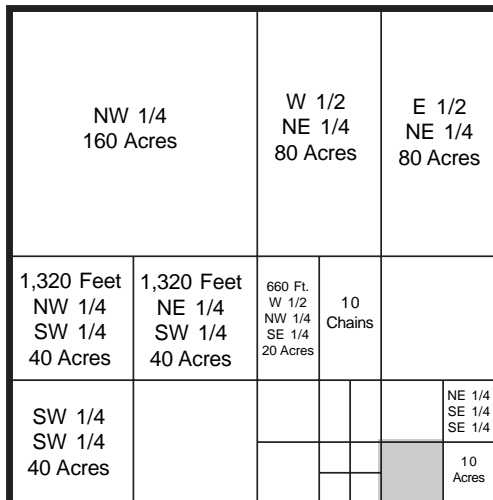 NW 1/4
160 Acres
W 1/2
NE 1/4
80 Acres
E 1/2
NE 1/4
80 Acres
1,320 Feet
NW 1/4
SW 1/4
40 Acres
1,320 Feet
NE 1/4
SW 1/4
40 Acres
660 Ft.
W 1/2
NW 1/4
SE 1/4
20 Acres
10
Chains
SW 1/4
SW 1/4
40 Acres
NE 1/4
SE 1/4
SE 1/4
10
Acres